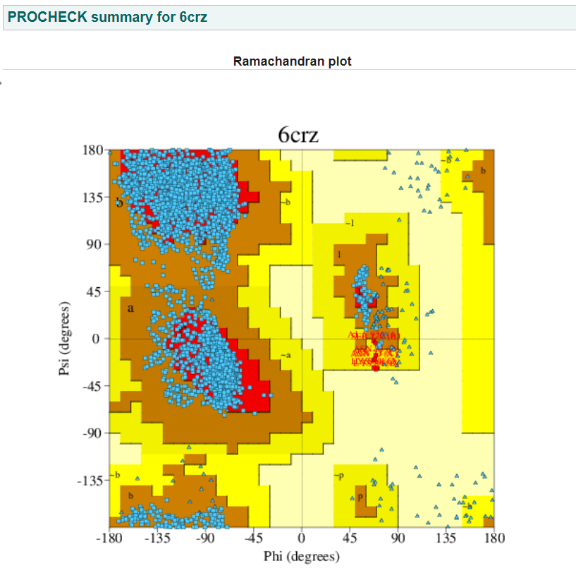 PROCHECK summary for 6crz
Ramachandran plot
6crz
180
135
90
45
0
-45
-90
-135
-180
-135
-90
-45
0
45
90
135
180
Psi (degrees)
Phi (degrees)
b
~b
b
~l
l
a
~a
~b
b
~p
p